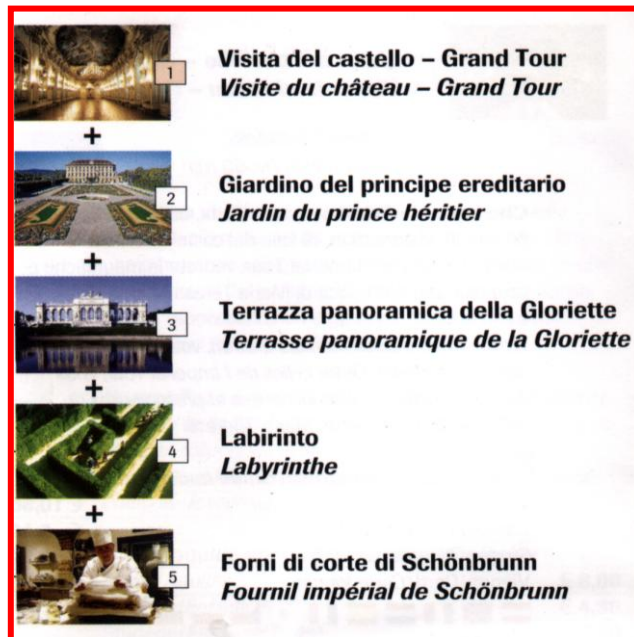 1
Visita del castello – Grand Tour
Visite du château – Grand Tour
+
2
Giardino del principe ereditario
Jardin du prince héritier
+
3
Terrazza panoramica della Gloriette
Terrasse panoramique de la Gloriette
+
4
Labirinto
Labyrinthe
+
5
Forni di corte di Schönbrunn
Fournil impérial de Schönbrunn